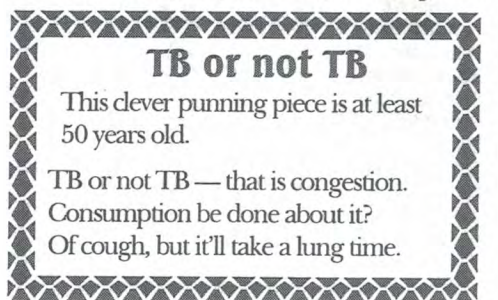 TB or not TB
This clever punning piece is at least
50 years old.
TB or not TB — that is congestion.
Consumption be done about it?
Of cough, but it'll take a lung time.